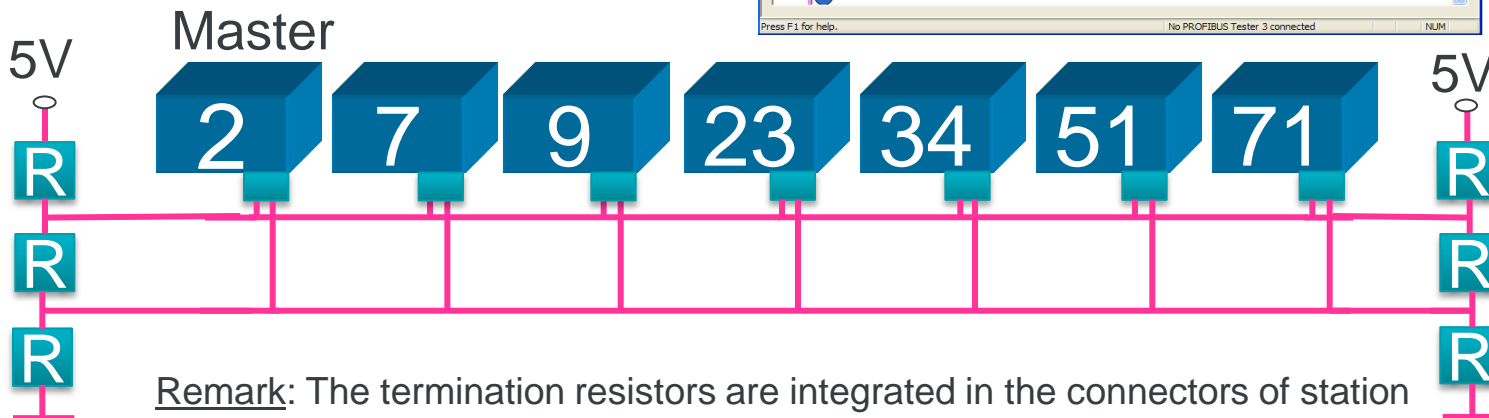 Press F1 for help. No PROFIBUS Tester 3 connected NUM
Master
5V 5V
2 7 9 23 34 51 71
R R
R R
R R
Remark: The termination resistors are integrated in the connectors of station